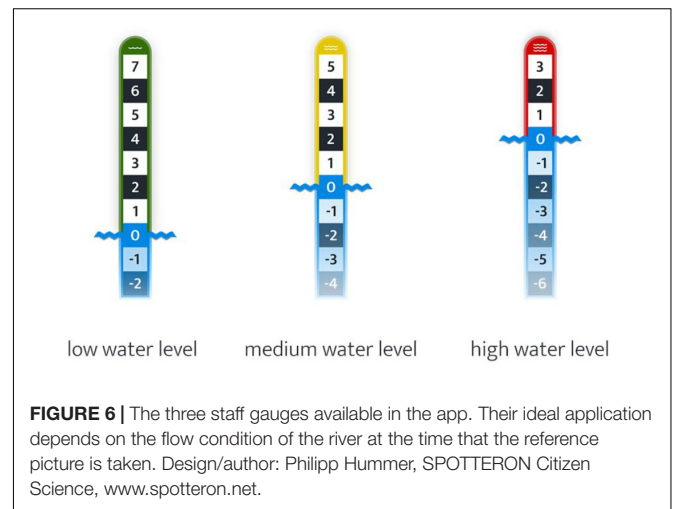 7 5 3
6 4 2
5 3 1
4 2 0
3 1 -1
2 0 -2
1 -1 -3
0 -2 -4
-1 -3 -5
-2 -4 -6
low water level medium water level high water level
FIGURE 6 | The three staff gauges available in the app. Their ideal application
depends on the flow condition of the river at the time that the reference
picture is taken. Design/author: Philipp Hummer, SPOTTERON Citizen
Science, www.spotteron.net.